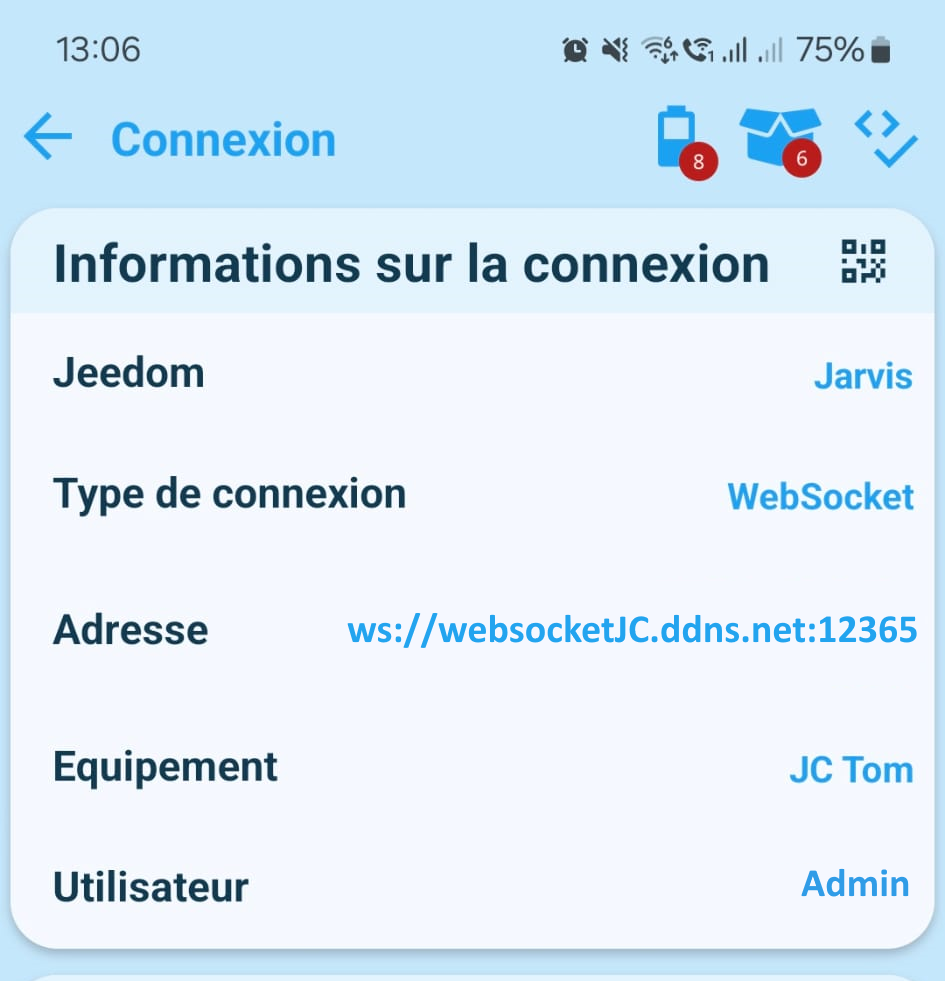 13:06 75%
Connexion 8 6
Informations sur la connexion
Jeedom Jarvis
Type de connexion WebSocket
Adresse ws://websocketJC.ddns.net:12365
Equipement JC Tom
Utilisateur Admin